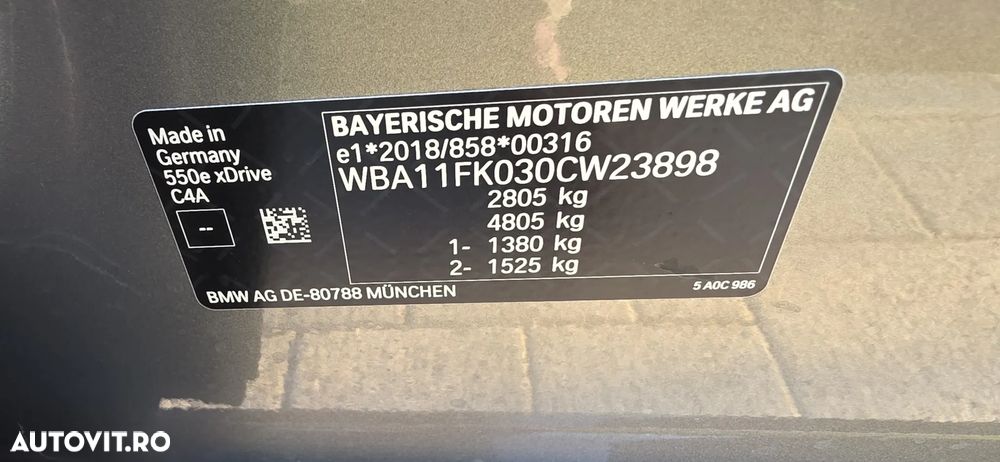 BAYERISCHE MOTOREN WERKE AG
e1*2018/858*00316
WBA11FK030CW23898
2805 kg
4805 kg
1- 1380 kg
2- 1525 kg
Made in
Germany
550e xDrive
C4A
--
BMW AG DE-80788 MÜNCHEN
5 A0C 986
AUTOVIT.RO